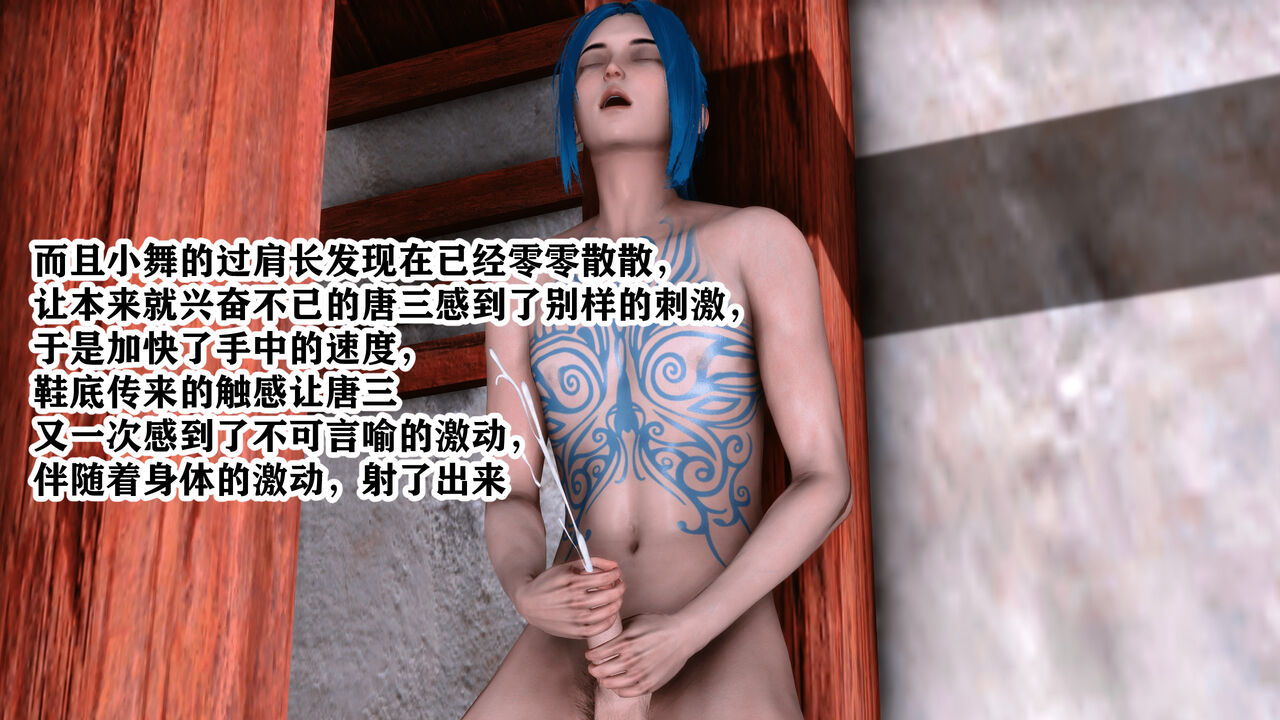 而且小舞的过肩长发现在已经零零散散，
让本来就兴奋不已的唐三感到了别样的刺激，
于是加快了手中的速度，
鞋底传来的触感让唐三
又一次感到了不可言喻的激动，
伴随着身体的激动，射了出来